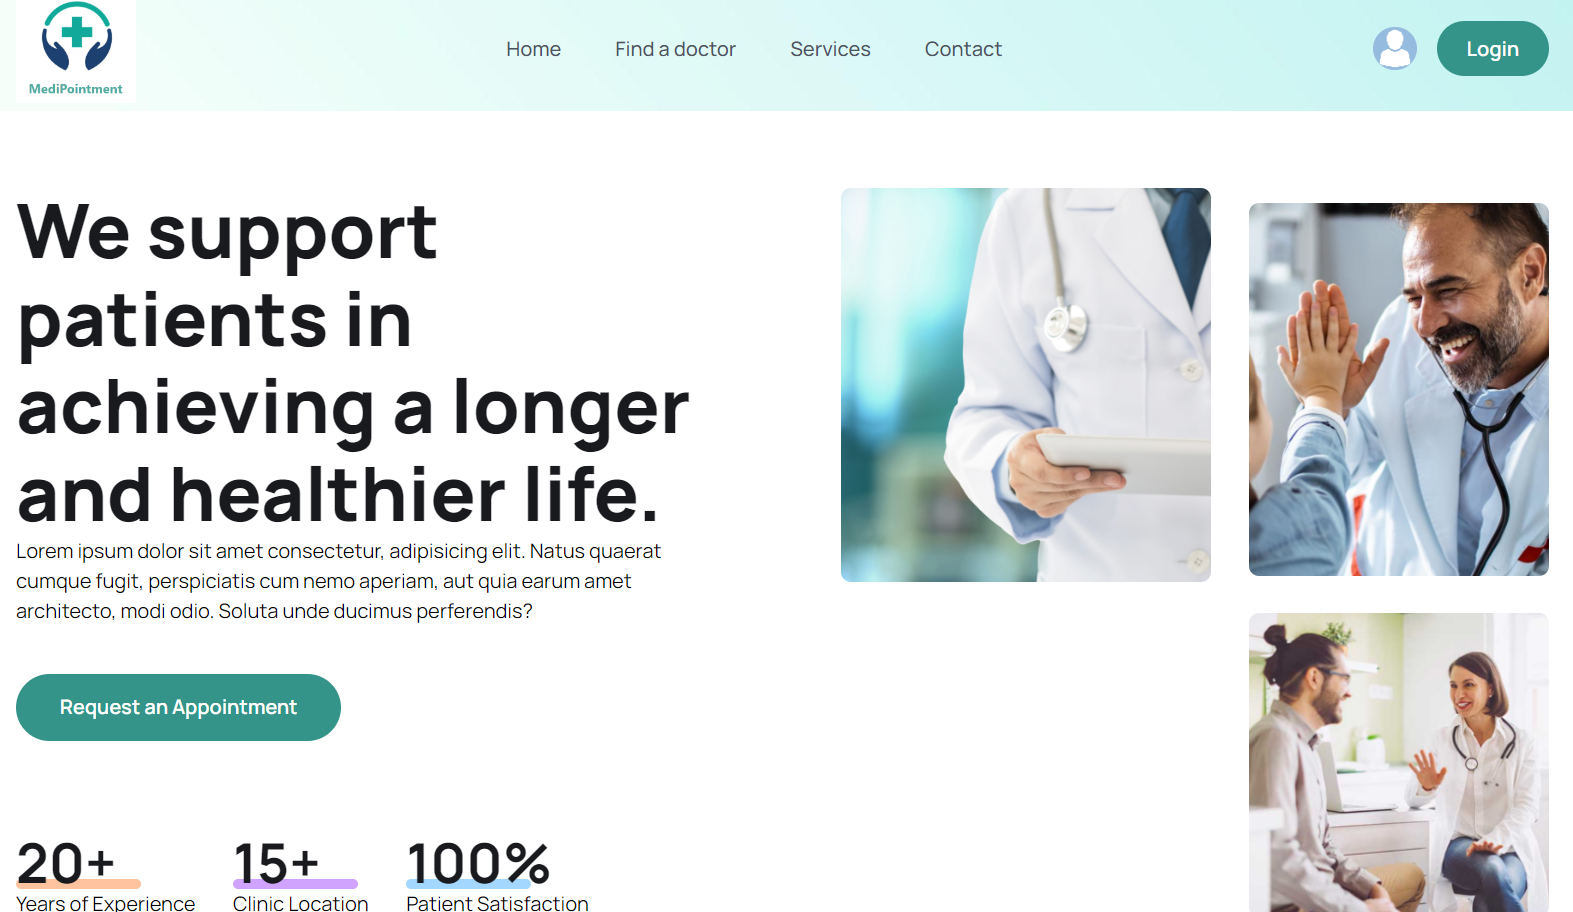 MediPointment
Home
Find a doctor
Services
Contact
Login
We support
patients in
achieving a longer
and healthier life.
Lorem ipsum dolor sit amet consectetur, adipisicing elit. Natus quaerat
cumque fugit, perspiciatis cum nemo aperiam, aut quia earum amet
architecto, modi odio. Soluta unde ducimus perferendis?
Request an Appointment
20+
Years of Experience
15+
Clinic Location
100%
Patient Satisfaction